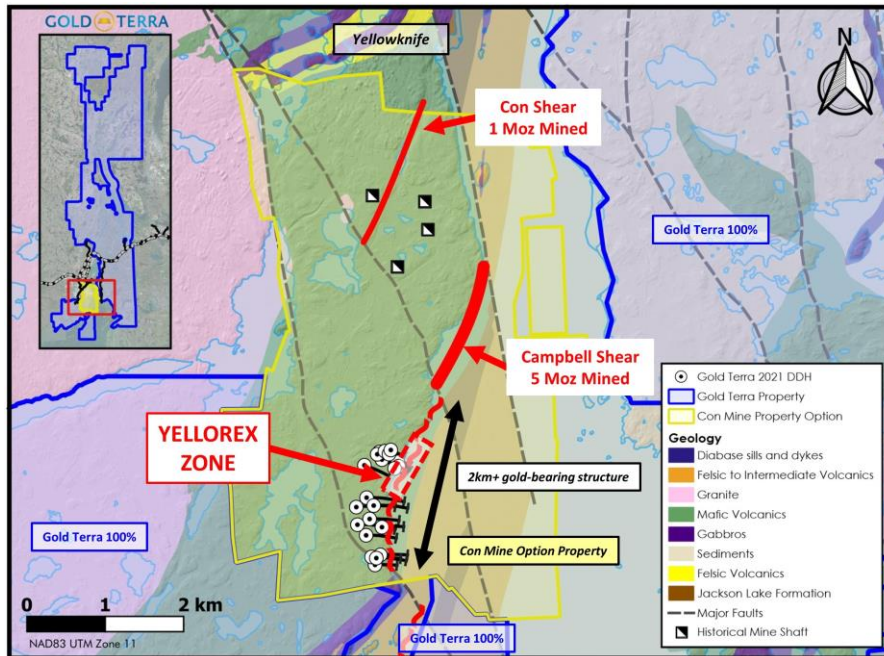 GOLD TERRA
Yellowknife
N
Con Shear
1 Moz Mined
Gold Terra 100%
Campbell Shear
5 Moz Mined
YELLOREX
ZONE
2km+ gold-bearing structure
Con Mine Option Property
Gold Terra 100%
Gold Terra 100%
0 1 2 km
NAD83 UTM Zone 11
Gold Terra 2021 DDH
Gold Terra Property
Con Mine Property Option
Geology
Diabase sills and dykes
Felsic to Intermediate Volcanics
Granite
Mafic Volcanics
Gabbros
Sediments
Felsic Volcanics
Jackson Lake Formation
Major Faults
Historical Mine Shaft